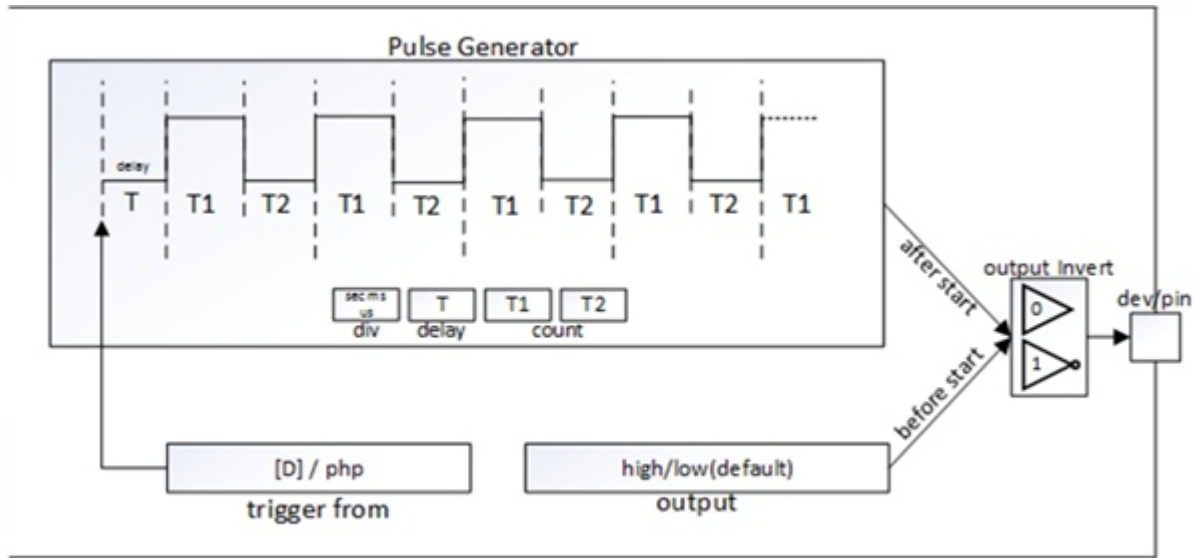 Pulse Generator
delay
T T1 T2 T1 T2 T1 T2 T1 T2 T1
sec ms
us
T T1 T2
div delay count
after start
output Invert
0
1
dev/pin
before start
[D] / php
high/low(default)
trigger from
output